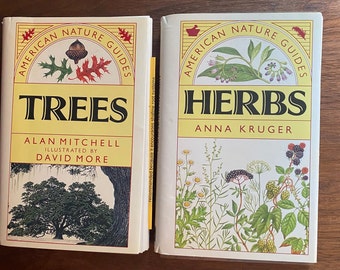 AMERICAN NATURE GUIDES
TREES
ALAN MITCHELL
ILLUSTRATED BY
DAVID MORE
AMERICAN NATURE GUIDES
HERBS
ANNA KRUGER